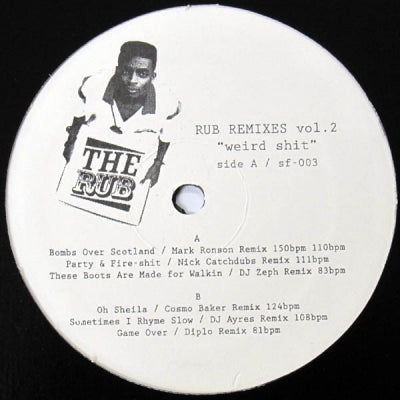 THE
RUB
RUB REMIXES vol.2
"weird shit"
side A / sf-003
A
Bombs Over Scotland / Mark Ronson Remix 150bpm 110bpm
Party & Fire-shit / Nick Catchdubs Remix 111bpm
These Boots Are Made for Walkin / DJ Zeph Remix 83bpm
B
Oh Sheila / Cosmo Baker Remix 124bpm
Sometimes I Rhyme Slow / DJ Ayres Remix 108bpm
Game Over / Diplo Remix 81bpm